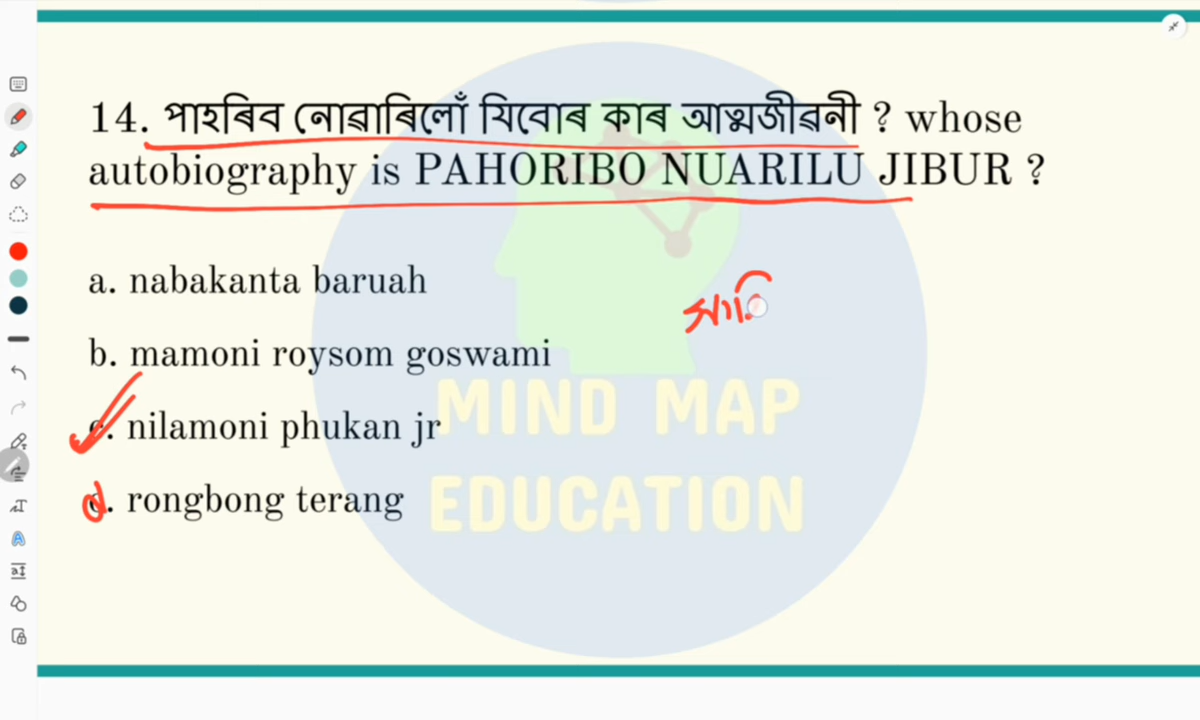 14. পাহৰিব নোৱাৰিলোঁ যিবোৰ কাৰ আত্মজীৱনী ? whose
autobiography is PAHORIBO NUARILU JIBUR ?
a. nabakanta baruah
b. mamoni roysom goswami
c. nilamoni phukan jr
d. rongbong terang
MIND MAP
EDUCATION